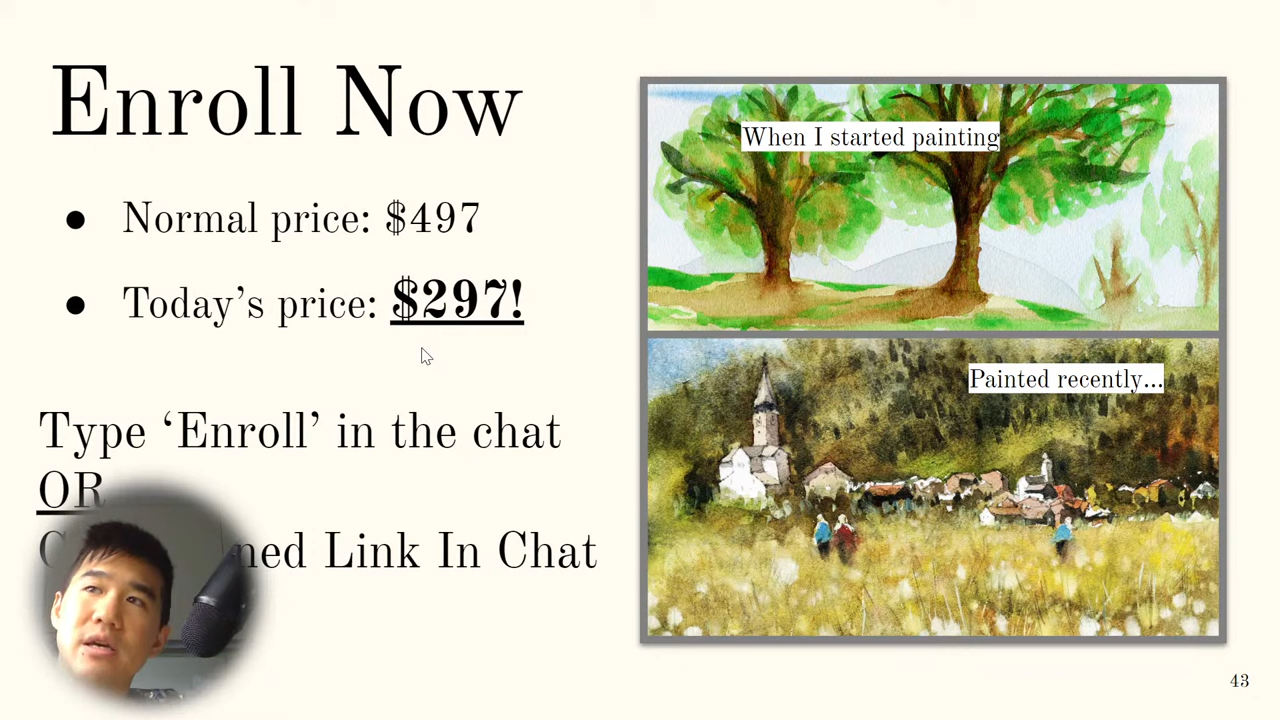 Enroll Now
● Normal price: $497
● Today's price: $297!
Type ‘Enroll’ in the chat
OR
Link In Chat
When I started painting
Painted recently...
43